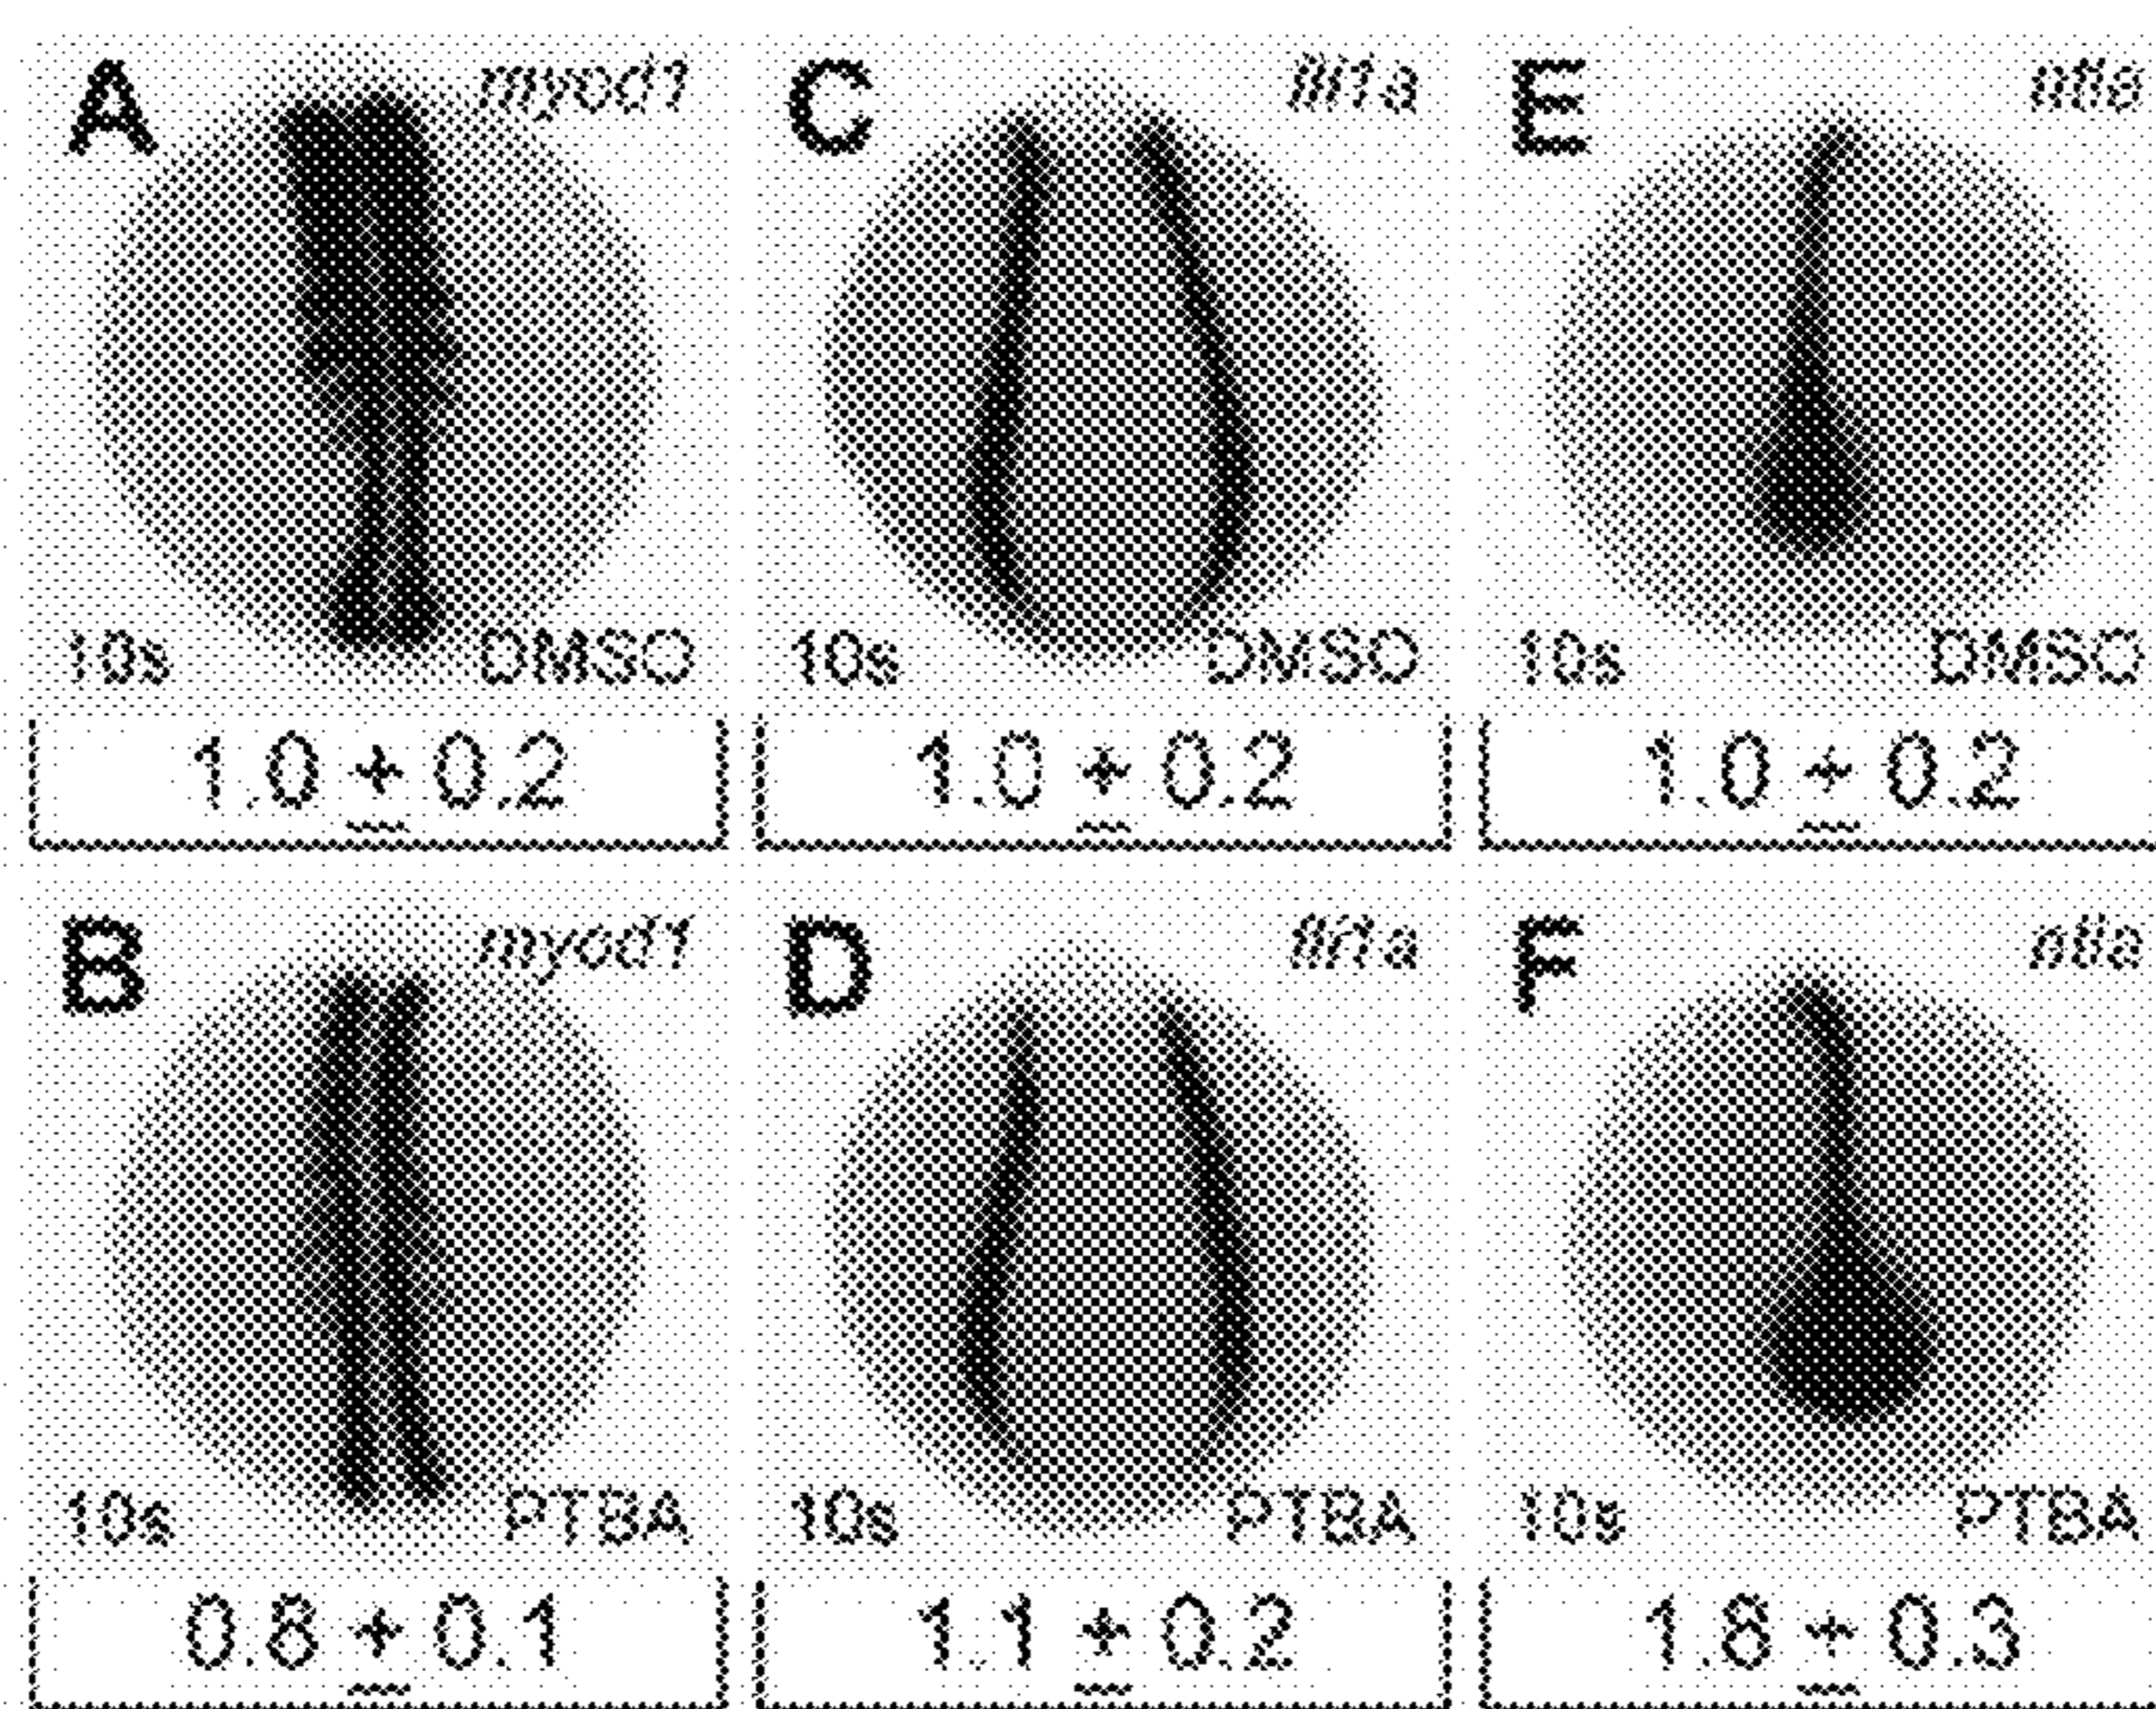 A myod1
10s DMSO
1.0 ± 0.2
C fli1a
10s DMSO
1.0 ± 0.2
E ntla
10s DMSO
1.0 ± 0.2
B myod1
10s PTBA
0.8 ± 0.1
D fli1a
10s PTBA
1.1 ± 0.2
F ntla
10s PTBA
1.8 ± 0.3